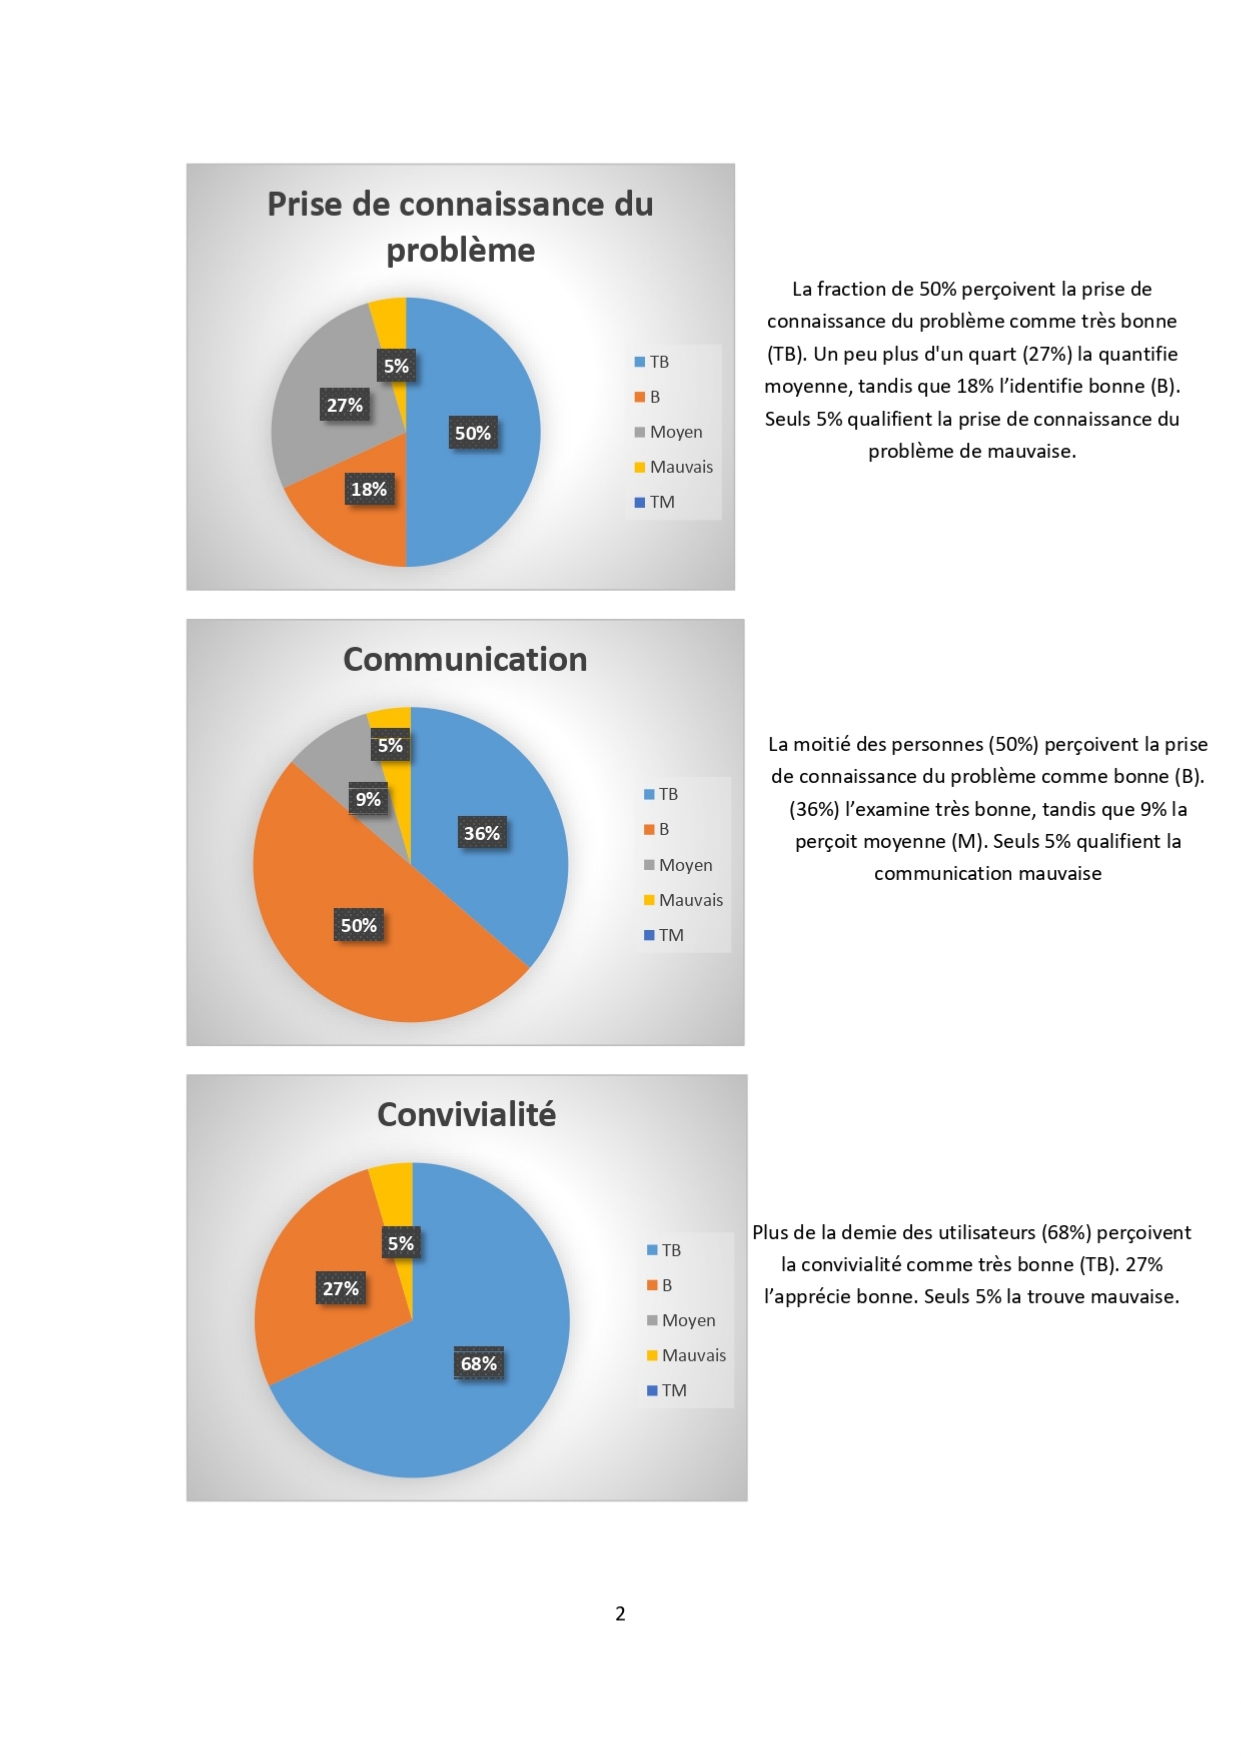 Prise de connaissance du
problème
5%
27%
50%
18%
TB
B
Moyen
Mauvais
TM
La fraction de 50% perçoivent la prise de
connaissance du problème comme très bonne
(TB). Un peu plus d'un quart (27%) la quantifie
moyenne, tandis que 18% l’identifie bonne (B).
Seuls 5% qualifient la prise de connaissance du
problème de mauvaise.
Communication
5%
9%
36%
50%
TB
B
Moyen
Mauvais
TM
La moitié des personnes (50%) perçoivent la prise
de connaissance du problème comme bonne (B).
(36%) l’examine très bonne, tandis que 9% la
perçoit moyenne (M). Seuls 5% qualifient la
communication mauvaise
Convivialité
5%
27%
68%
TB
B
Moyen
Mauvais
TM
Plus de la demie des utilisateurs (68%) perçoivent
la convivialité comme très bonne (TB). 27%
l’apprécie bonne. Seuls 5% la trouve mauvaise.
2